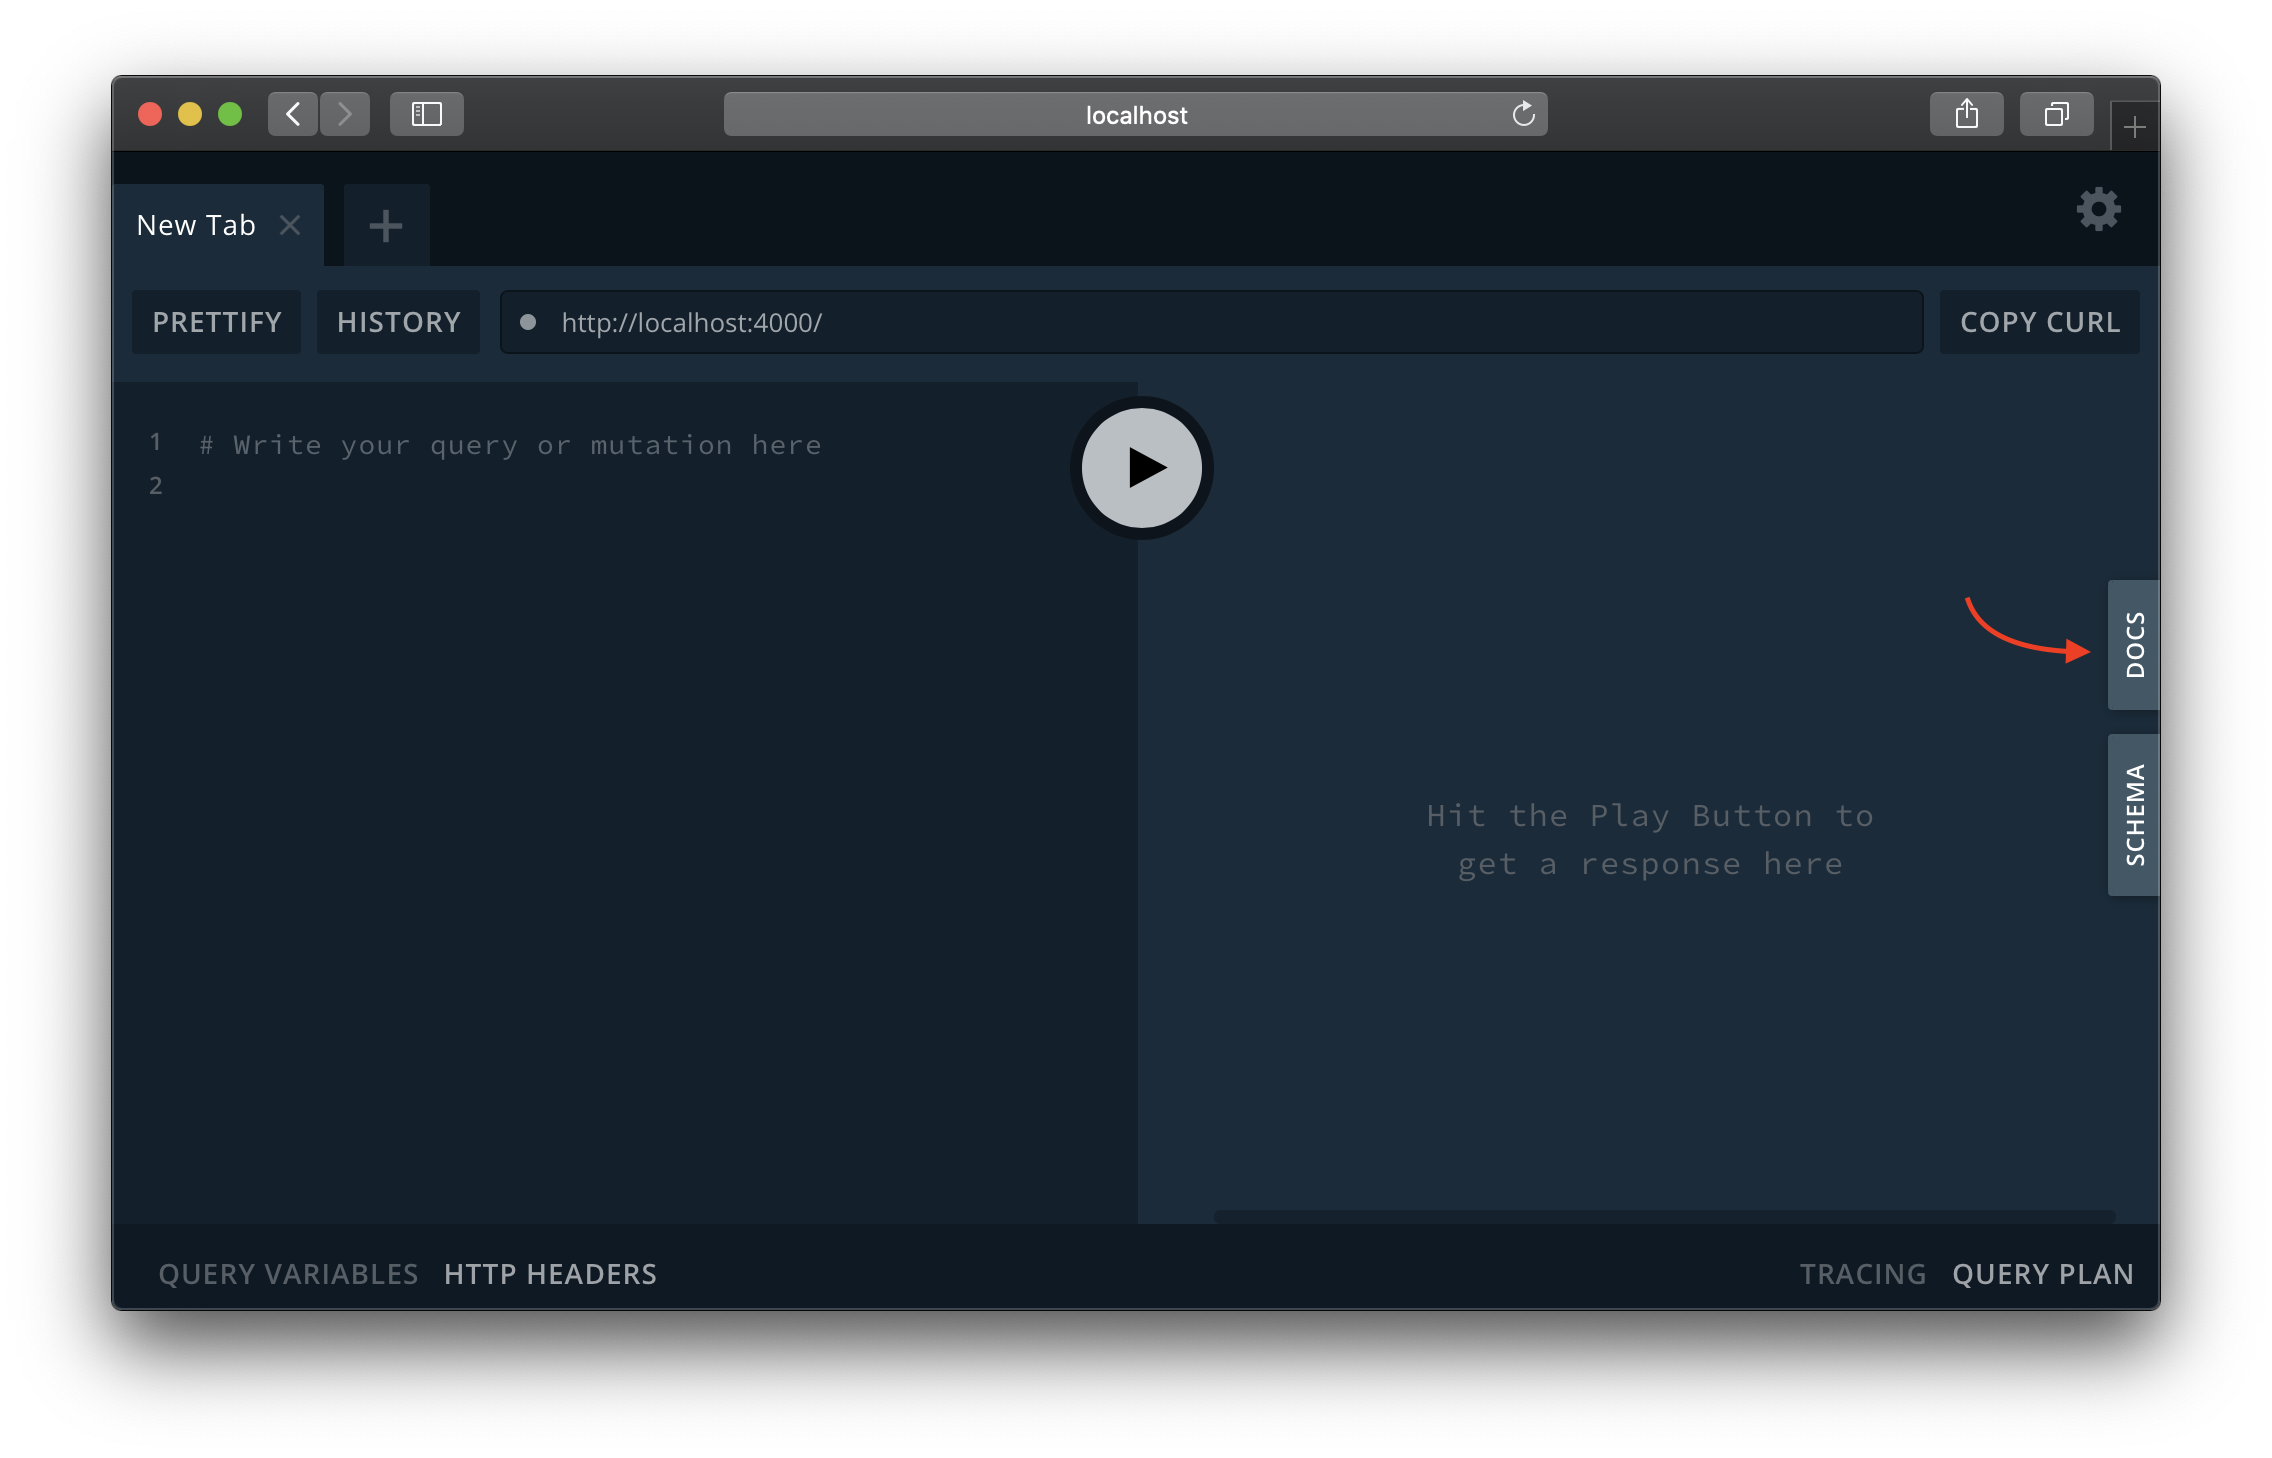 localhost
New Tab
PRETTIFY
HISTORY
http://localhost:4000/
COPY CURL
1 # Write your query or mutation here
2
DOCS
SCHEMA
Hit the Play Button to
get a response here
QUERY VARIABLES
HTTP HEADERS
TRACING
QUERY PLAN